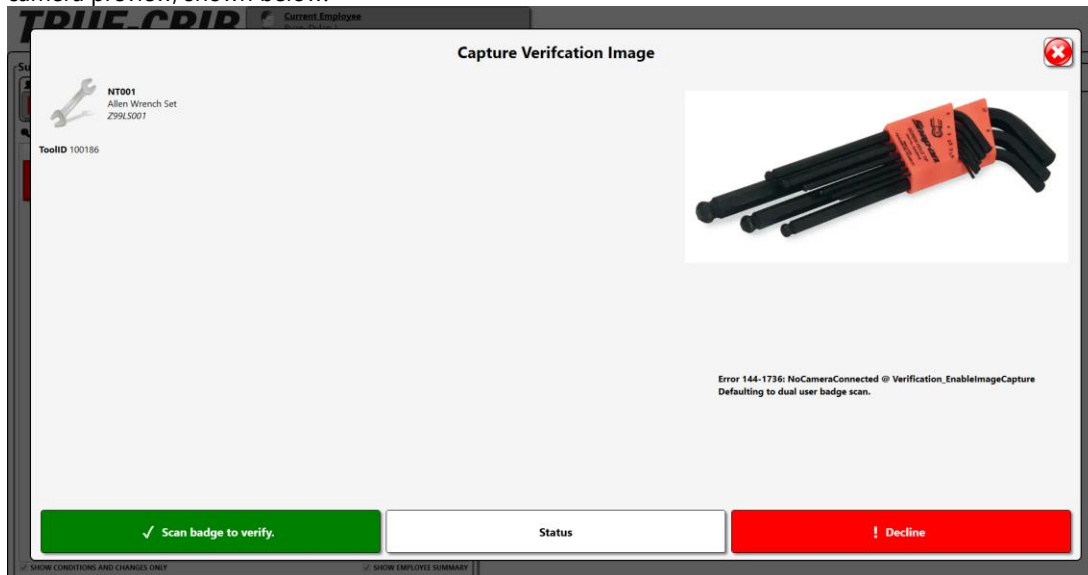 TRUE-CRIB
Current Employee
Capture Verifcation Image
NT001
Allen Wrench Set
Z99LS001
ToolID 100186
Snap-on
Error 144-1736: NoCameraConnected @ Verification_EnableImageCapture
Defaulting to dual user badge scan.
✓ Scan badge to verify.
Status
! Decline
SHOW CONDITIONS AND CHANGES ONLY
SHOW EMPLOYEE SUMMARY